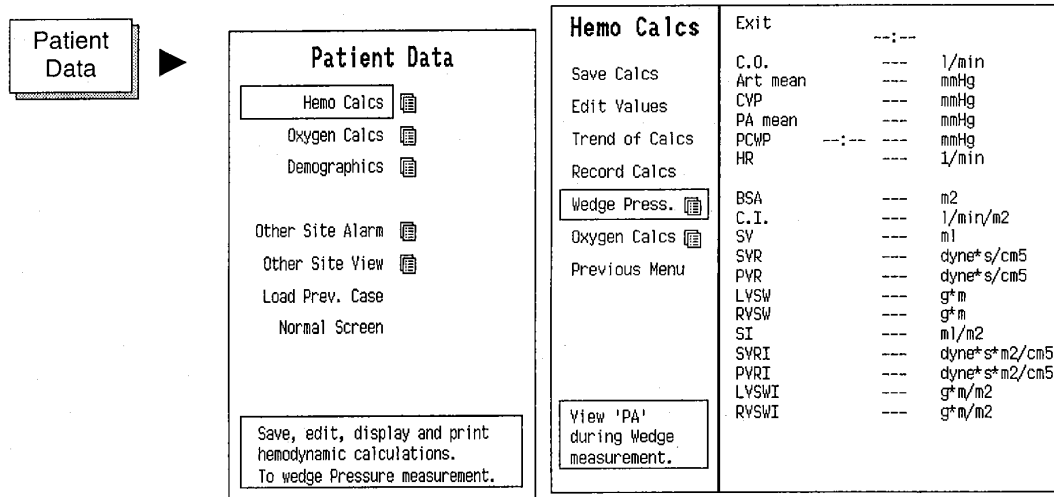 Patient
Data
Patient Data
Hemo Calcs
Oxygen Calcs
Demographics
Other Site Alarm
Other Site View
Load Prev. Case
Normal Screen
Save, edit, display and print
hemodynamic calculations.
To wedge Pressure measurement.
Hemo Calcs
Save Calcs
Edit Values
Trend of Calcs
Record Calcs
Wedge Press.
Oxygen Calcs
Previous Menu
View 'PA'
during Wedge
measurement.
Exit
--:--
C.O. --- l/min
Art mean --- mmHg
CVP --- mmHg
PA mean --- mmHg
PCWP --:-- --- mmHg
HR --- 1/min
BSA --- m2
C.I. --- l/min/m2
SV --- ml
SVR --- dyne*s/cm5
PVR --- dyne*s/cm5
LVSW --- g*m
RVSW --- g*m
SI --- ml/m2
SVRI --- dyne*s*m2/cm5
PVRI --- dyne*s*m2/cm5
LVSWI --- g*m/m2
RVSWI --- g*m/m2